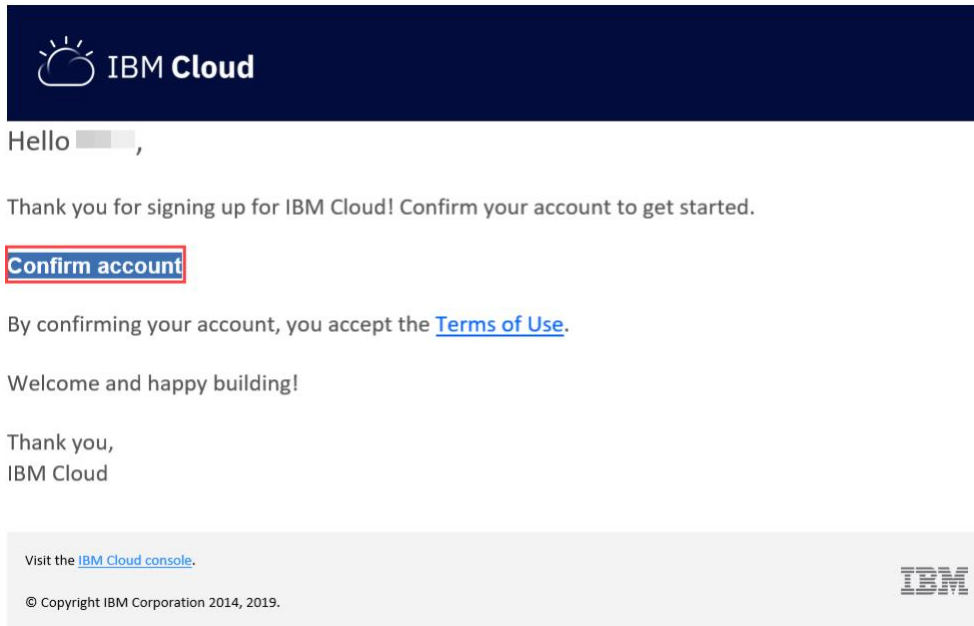 IBM Cloud
Hello ,
Thank you for signing up for IBM Cloud! Confirm your account to get started.
Confirm account
By confirming your account, you accept the Terms of Use.
Welcome and happy building!
Thank you,
IBM Cloud
Visit the IBM Cloud console.
IBM
© Copyright IBM Corporation 2014, 2019.